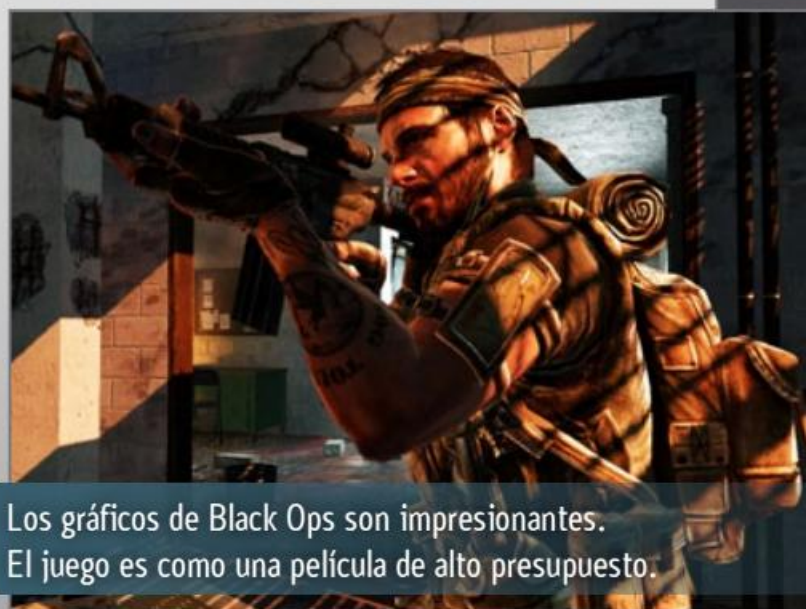 Los gráficos de Black Ops son impresionantes.
El juego es como una película de alto presupuesto.